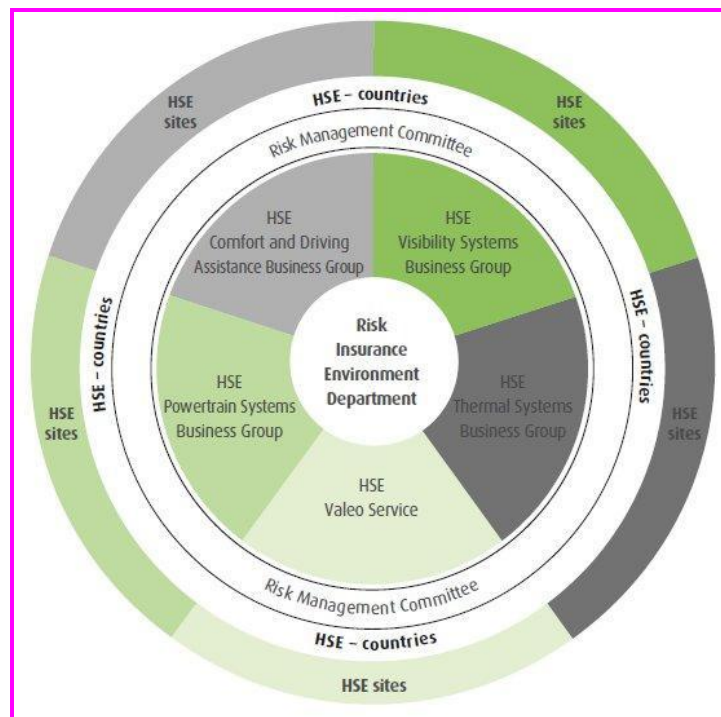 HSE
sites
HSE – countries
HSE
sites
Risk Management Committee
HSE
Comfort and Driving
Assistance Business Group
HSE
Visibility Systems
Business Group
Risk
Insurance
Environment
Department
HSE – countries
HSE – countries
HSE
Powertrain Systems
Business Group
HSE
Thermal Systems
Business Group
HSE
sites
HSE
sites
HSE
Valeo Service
Risk Management Committee
HSE – countries
HSE sites